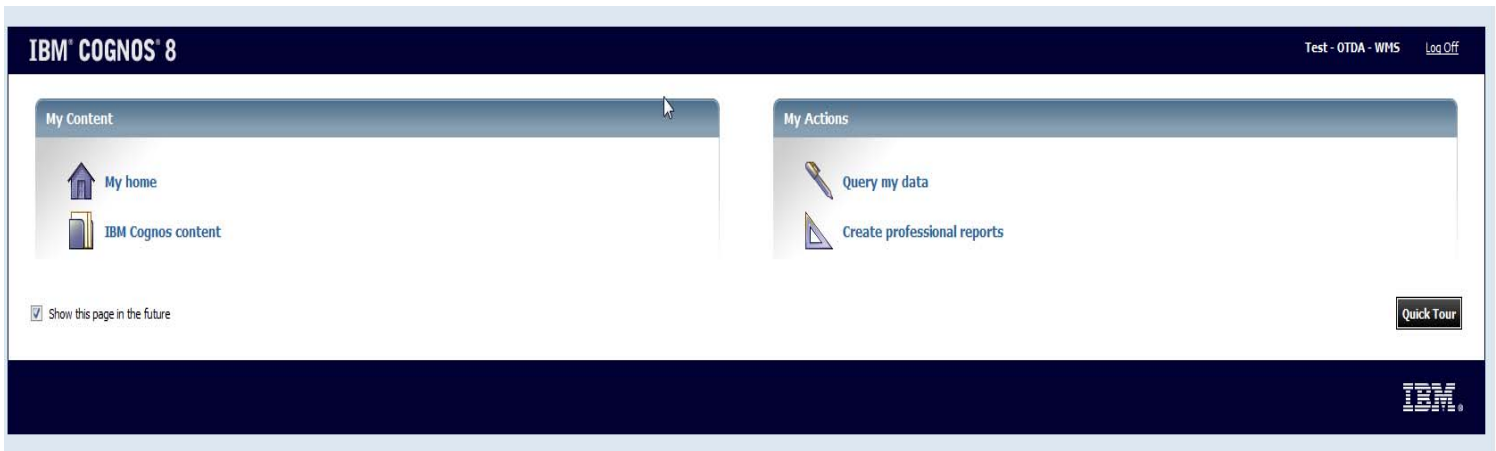 IBM® COGNOS® 8
Test - OTDA - WMS Log Off
My Content
My home
IBM Cognos content
My Actions
Query my data
Create professional reports
Show this page in the future
Quick Tour
IBM®